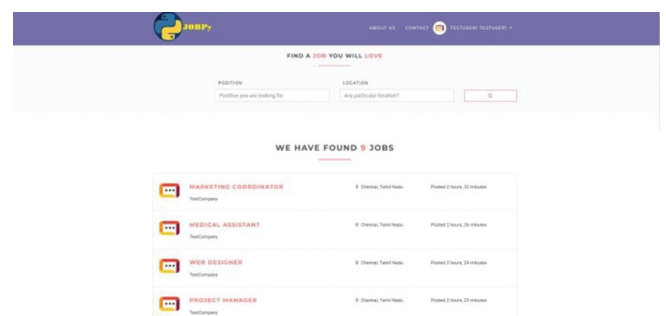 JOBPy
ABOUT US CONTACT TESTUSER1 TESTUSER1
FIND A JOB YOU WILL LOVE
POSITION LOCATION
Position you are looking for Any particular location?
WE HAVE FOUND 9 JOBS
MARKETING COORDINATOR Chennai, Tamil Nadu Posted 2 hours, 20 minutes
TestCompany
MEDICAL ASSISTANT Chennai, Tamil Nadu Posted 2 hours, 24 minutes
TestCompany
WEB DESIGNER Chennai, Tamil Nadu Posted 2 hours, 24 minutes
TestCompany
PROJECT MANAGER Chennai, Tamil Nadu Posted 2 hours, 23 minutes
TestCompany